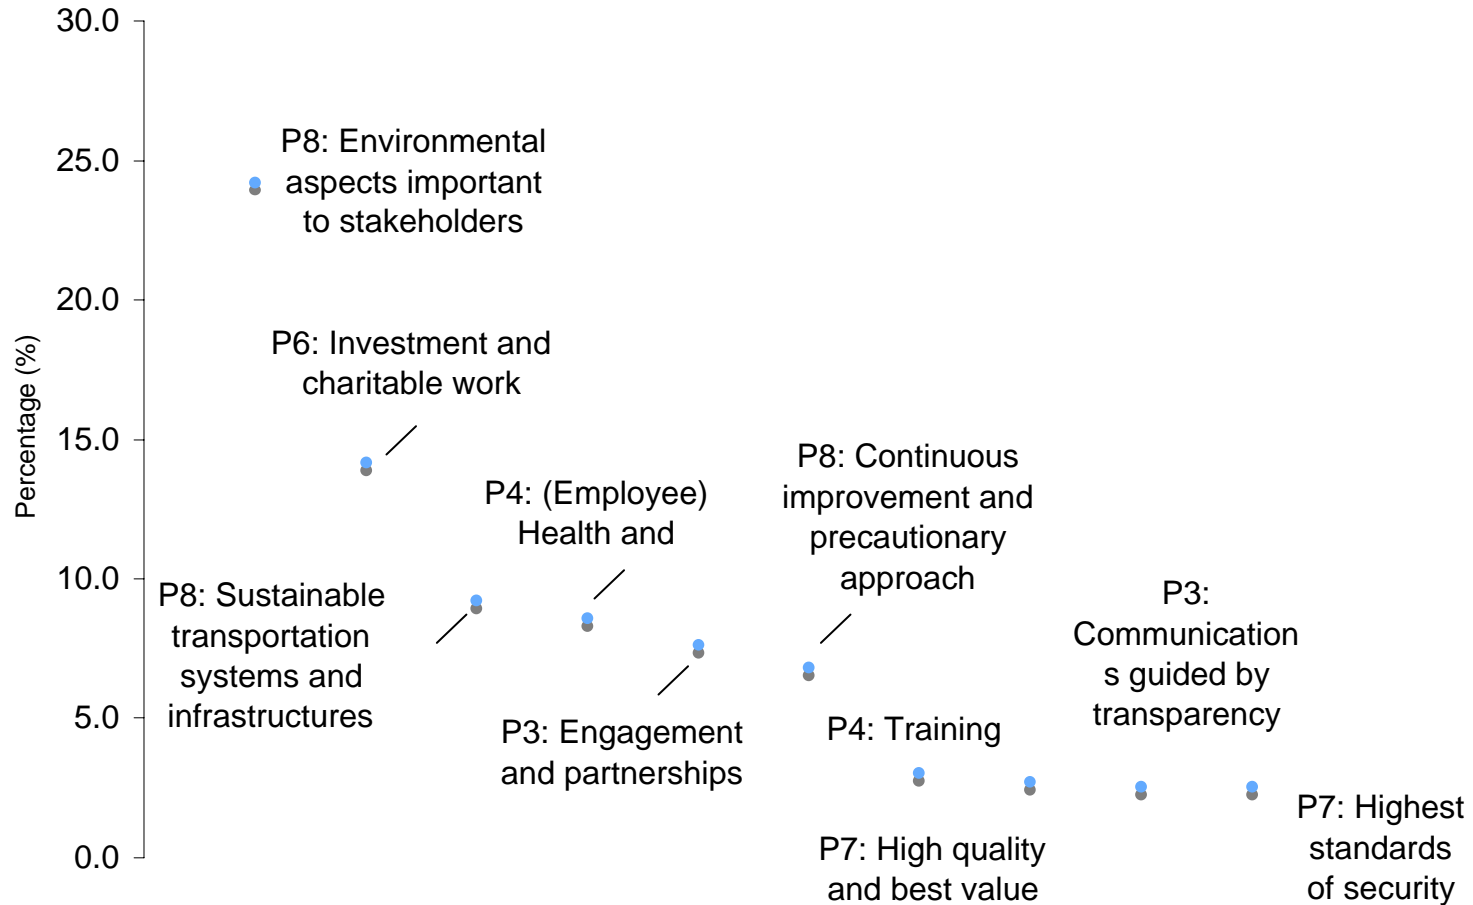 30.0
25.0
20.0
15.0
10.0
5.0
0.0
Percentage (%)
P8: Environmental
aspects important
to stakeholders
P6: Investment and
charitable work
P8: Sustainable
transportation
systems and
infrastructures
P4: (Employee)
Health and
P3: Engagement
and partnerships
P8: Continuous
improvement and
precautionary
approach
P4: Training
P7: High quality
and best value
P3:
Communication
s guided by
transparency
P7: Highest
standards
of security